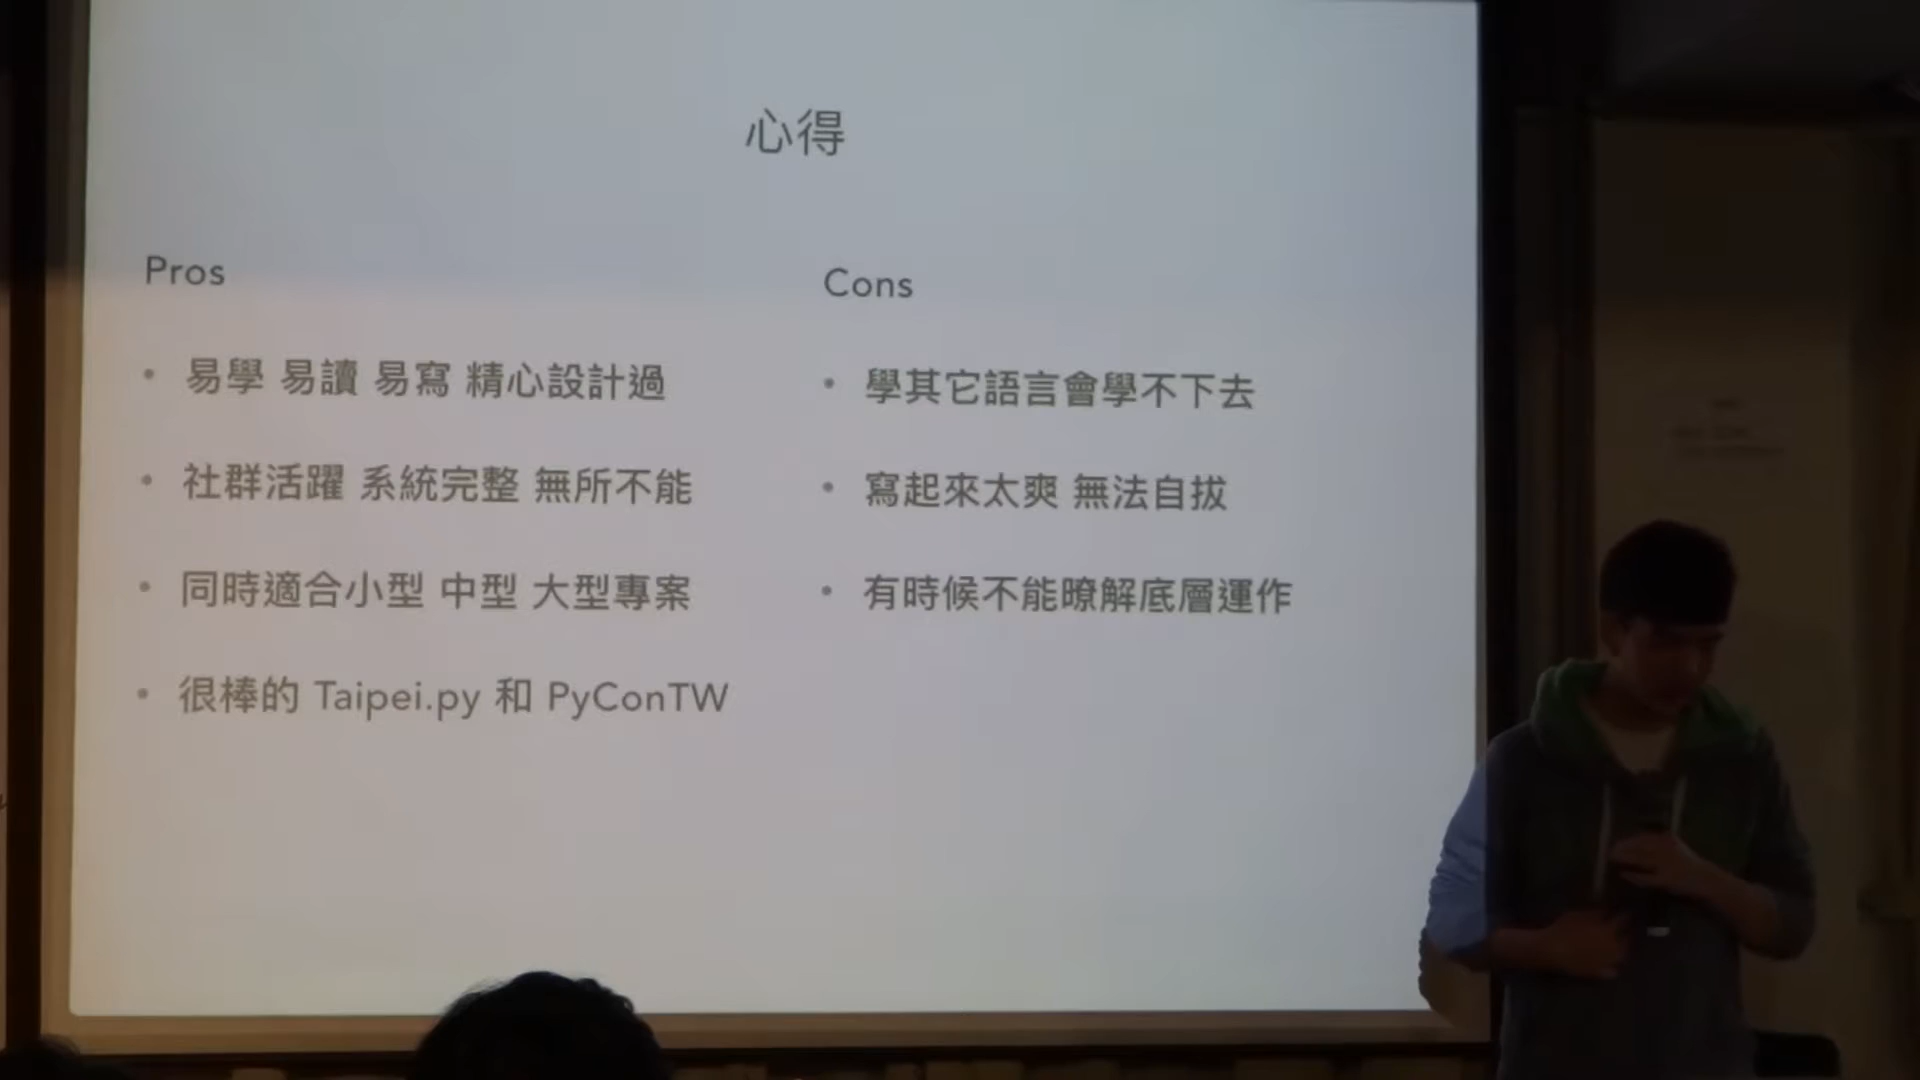 心得
Pros
• 易學 易讀 易寫 精心設計過
• 社群活躍 系統完整 無所不能
• 同時適合小型 中型 大型專案
• 很棒的 Taipei.py 和 PyConTW
Cons
• 學其它語言會學不下去
• 寫起來太爽 無法自拔
• 有時候不能暸解底層運作